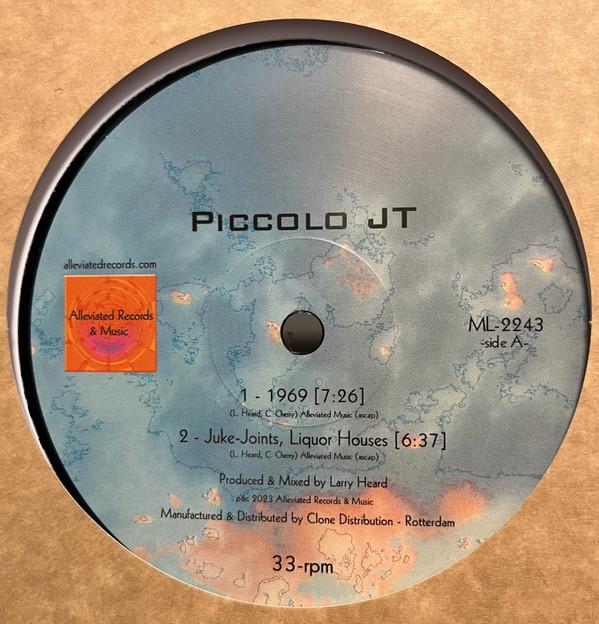 PICCOLO JT
alleviatedrecords.com
Alleviated Records
& Music
ML-2243
-side A-
1 - 1969 [7:26]
(L. Heard, C. Cherry) Alleviated Music (ascap)
2 - Juke-Joints, Liquor Houses [6:37]
(L. Heard, C. Cherry) Alleviated Music (ascap)
Produced & Mixed by Larry Heard
p&c 2023 Alleviated Records & Music
Manufactured & Distributed by Clone Distribution - Rotterdam
33-rpm